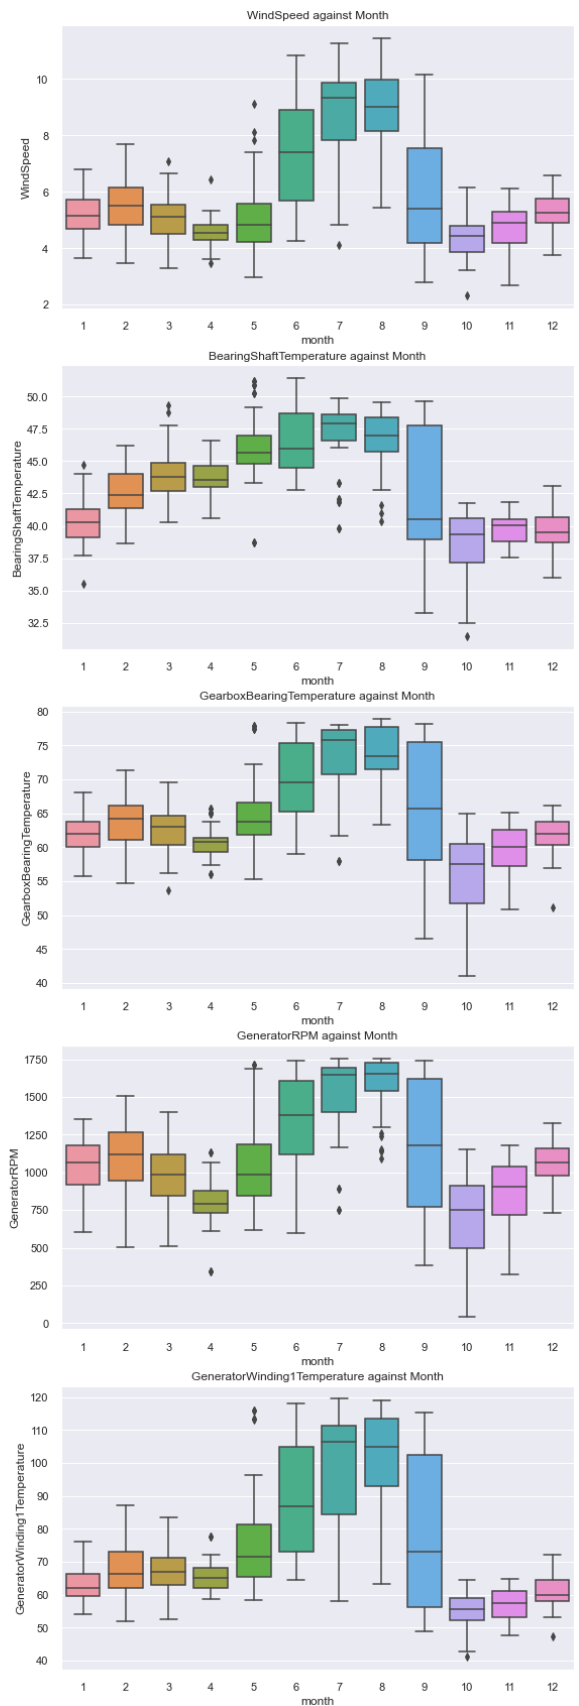 WindSpeed against Month
WindSpeed
10
8
6
4
2
1 2 3 4 5 6 7 8 9 10 11 12
month
BearingShaftTemperature against Month
BearingShaftTemperature
50.0
47.5
45.0
42.5
40.0
37.5
35.0
32.5
1 2 3 4 5 6 7 8 9 10 11 12
month
GearboxBearingTemperature against Month
GearboxBearingTemperature
80
75
70
65
60
55
50
45
40
1 2 3 4 5 6 7 8 9 10 11 12
month
GeneratorRPM against Month
GeneratorRPM
1750
1500
1250
1000
750
500
250
0
1 2 3 4 5 6 7 8 9 10 11 12
month
GeneratorWinding1Temperature against Month
GeneratorWinding1Temperature
120
110
100
90
80
70
60
50
40
1 2 3 4 5 6 7 8 9 10 11 12
month